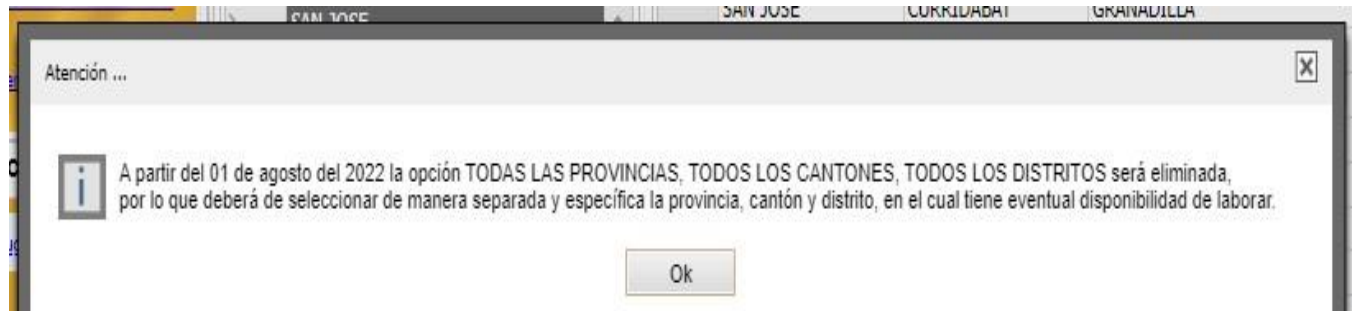 SAN JOSE
SAN JOSE CURRIDABAT GRANADILLA
Atención ...
A partir del 01 de agosto del 2022 la opción TODAS LAS PROVINCIAS, TODOS LOS CANTONES, TODOS LOS DISTRITOS será eliminada,
por lo que deberá de seleccionar de manera separada y específica la provincia, cantón y distrito, en el cual tiene eventual disponibilidad de laborar.
Ok